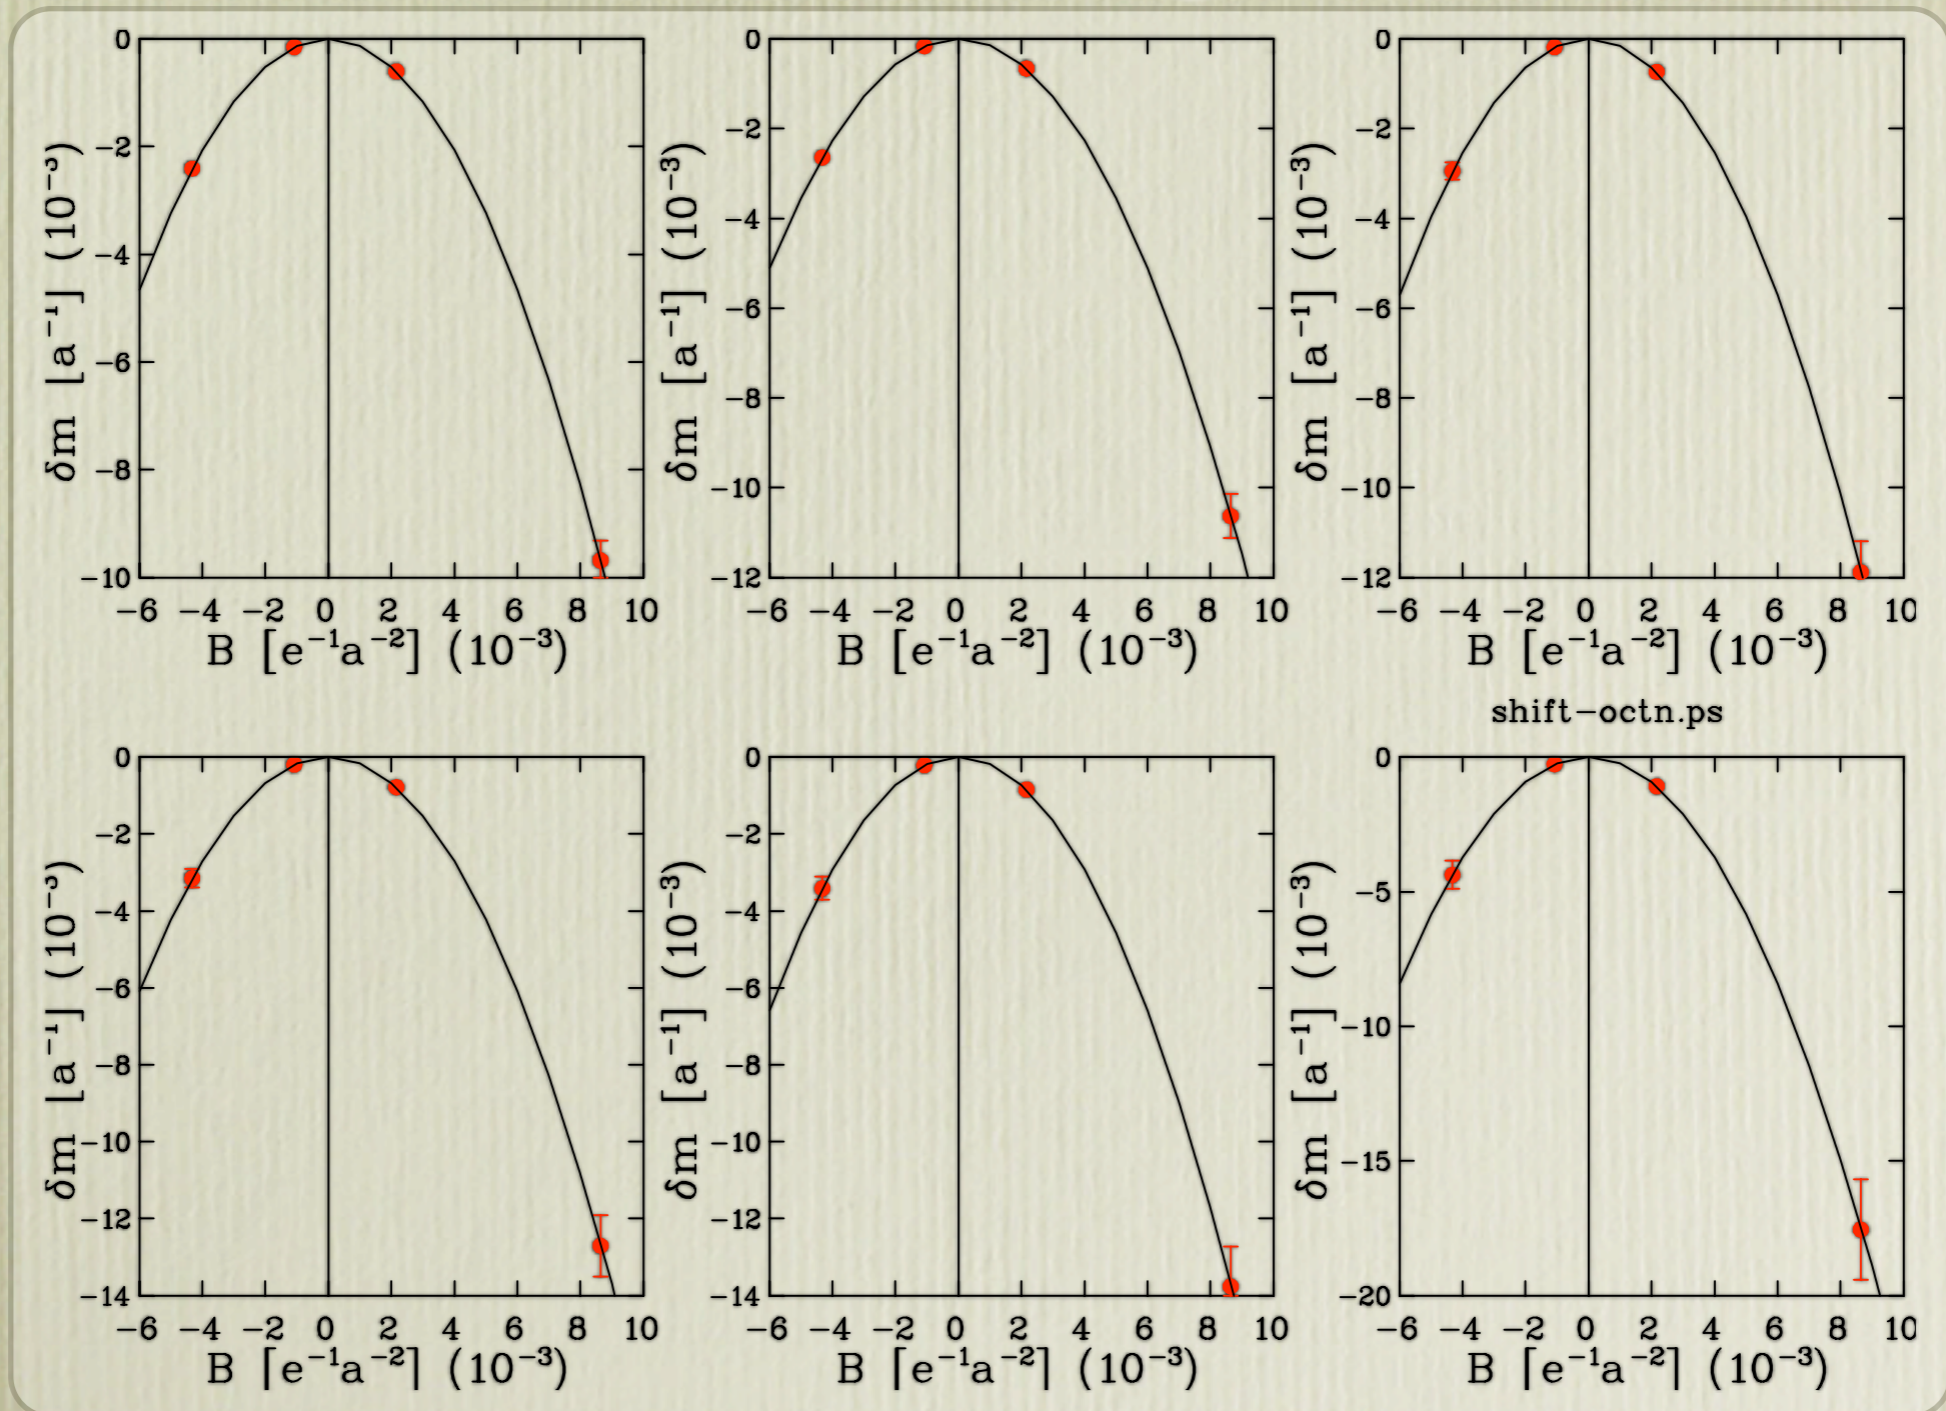 0 0 0
−2 −2 −2
−4 −4 −4
−6 −6 −6
−8 −8 −8
−10 −10 −10
−12 −12
δm [a⁻¹] (10⁻³) δm [a⁻¹] (10⁻³) δm [a⁻¹] (10⁻³)
−6 −4 −2 0 2 4 6 8 10 −6 −4 −2 0 2 4 6 8 10 −6 −4 −2 0 2 4 6 8 10
B [e⁻¹a⁻²] (10⁻³) B [e⁻¹a⁻²] (10⁻³) B [e⁻¹a⁻²] (10⁻³)
shift−octn.ps
0 0 0
−2 −2 −5
−4 −4 −10
−6 −6 −15
−8 −8 −20
−10 −10
−12 −12
−14 −14
δm [a⁻¹] (10⁻³) δm [a⁻¹] (10⁻³) δm [a⁻¹] (10⁻³)
−6 −4 −2 0 2 4 6 8 10 −6 −4 −2 0 2 4 6 8 10 −6 −4 −2 0 2 4 6 8 10
B [e⁻¹a⁻²] (10⁻³) B [e⁻¹a⁻²] (10⁻³) B [e⁻¹a⁻²] (10⁻³)